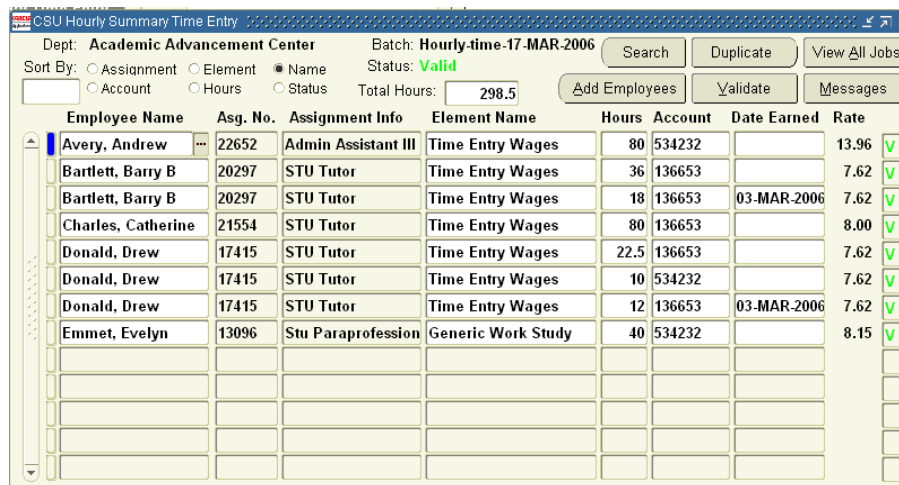 CSU Hourly Summary Time Entry
Dept: Academic Advancement Center Batch: Hourly-time-17-MAR-2006 Search Duplicate View All Jobs
Sort By: Assignment Element Name Status: Valid
Account Hours Status Total Hours: 298.5 Add Employees Validate Messages
Employee Name Asg. No. Assignment Info Element Name Hours Account Date Earned Rate
Avery, Andrew ... 22652 Admin Assistant III Time Entry Wages 80 534232 13.96 V
Bartlett, Barry B 20297 STU Tutor Time Entry Wages 36 136653 7.62 V
Bartlett, Barry B 20297 STU Tutor Time Entry Wages 18 136653 03-MAR-2006 7.62 V
Charles, Catherine 21554 STU Tutor Time Entry Wages 80 136653 8.00 V
Donald, Drew 17415 STU Tutor Time Entry Wages 22.5 136653 7.62 V
Donald, Drew 17415 STU Tutor Time Entry Wages 10 534232 7.62 V
Donald, Drew 17415 STU Tutor Time Entry Wages 12 136653 03-MAR-2006 7.62 V
Emmet, Evelyn 13096 Stu Paraprofession Generic Work Study 40 534232 8.15 V